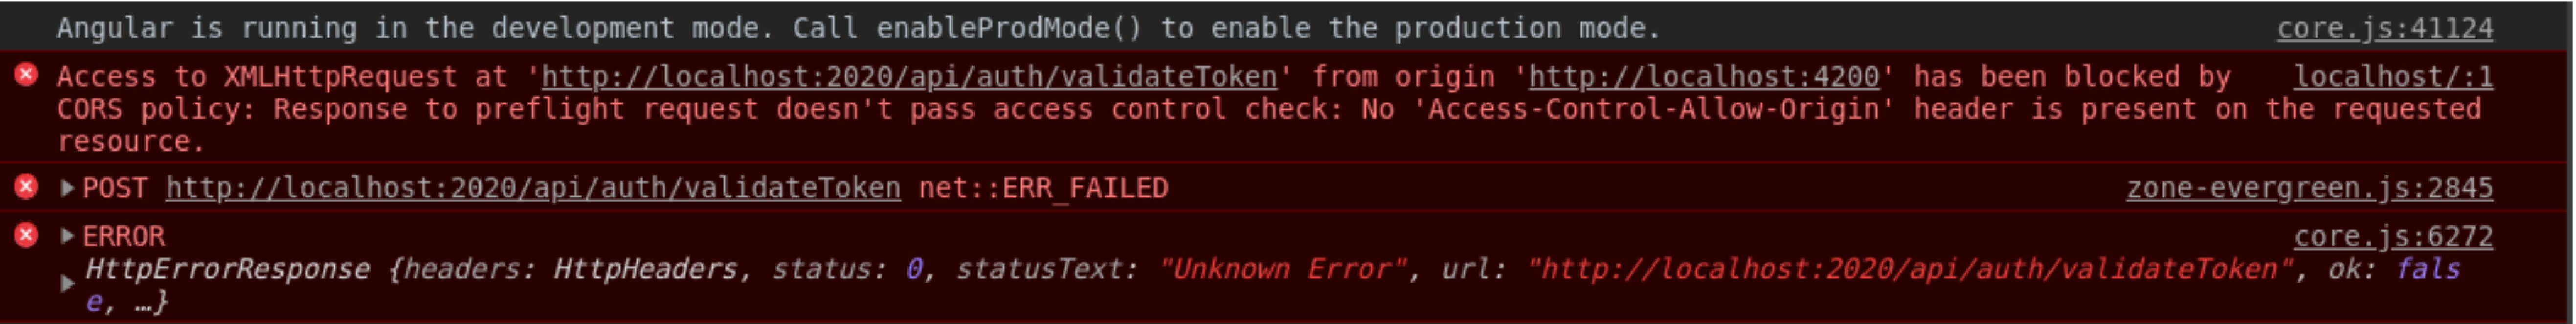 Angular is running in the development mode. Call enableProdMode() to enable the production mode. core.js:41124
Access to XMLHttpRequest at 'http://localhost:2020/api/auth/validateToken' from origin 'http://localhost:4200' has been blocked by localhost/:1
CORS policy: Response to preflight request doesn't pass access control check: No 'Access-Control-Allow-Origin' header is present on the requested
resource.
POST http://localhost:2020/api/auth/validateToken net::ERR_FAILED zone-evergreen.js:2845
ERROR core.js:6272
HttpErrorResponse {headers: HttpHeaders, status: 0, statusText: "Unknown Error", url: "http://localhost:2020/api/auth/validateToken", ok: fals
e, …}